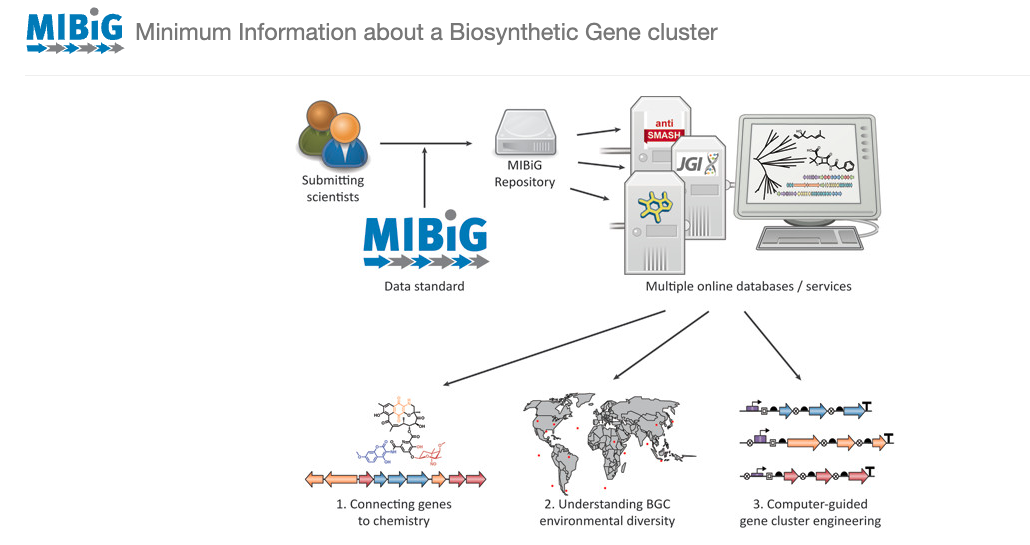 MIBiG Minimum Information about a Biosynthetic Gene cluster
Submitting
scientists
MIBiG
Repository
anti
SMASH
JGI
MIBiG
Data standard
Multiple online databases / services
1. Connecting genes
to chemistry
2. Understanding BGC
environmental diversity
3. Computer-guided
gene cluster engineering